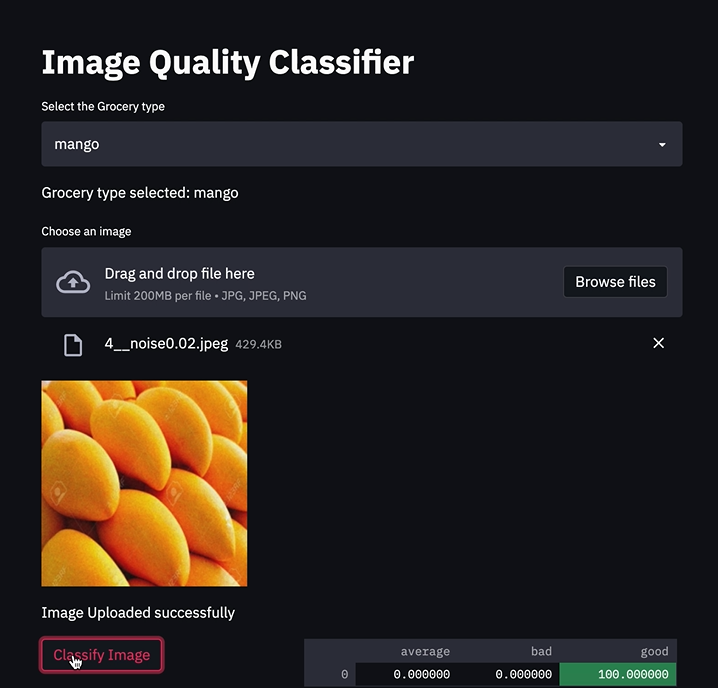 Image Quality Classifier
Select the Grocery type
mango
Grocery type selected: mango
Choose an image
Drag and drop file here
Limit 200MB per file • JPG, JPEG, PNG
Browse files
4__noise0.02.jpeg 429.4KB
Image Uploaded successfully
Classify Image
average bad good
0 0.000000 0.000000 100.000000